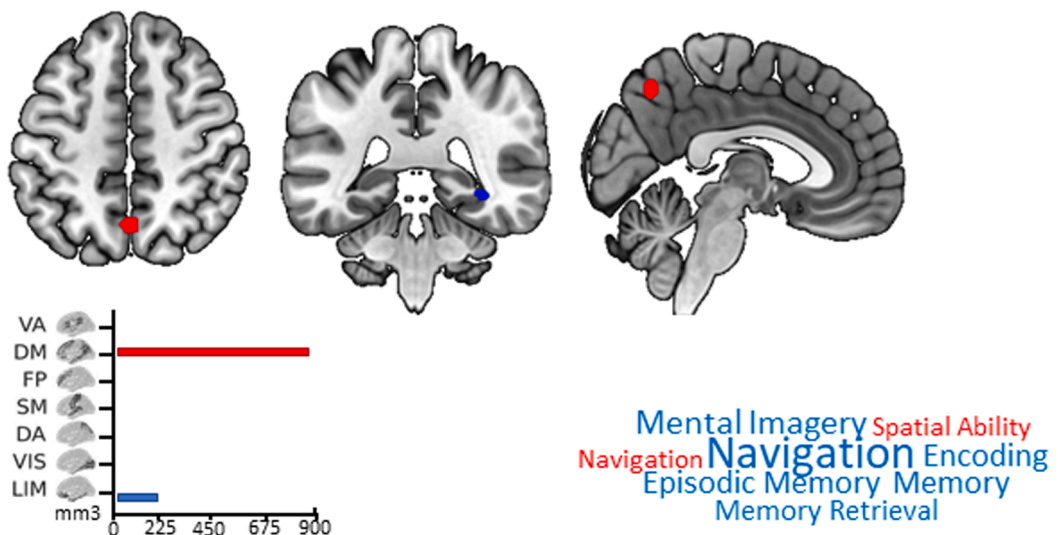 VA
DM
FP
SM
DA
VIS
LIM
mm3
0 225 450 675 900
Mental Imagery Spatial Ability
Navigation Navigation Encoding
Episodic Memory Memory
Memory Retrieval